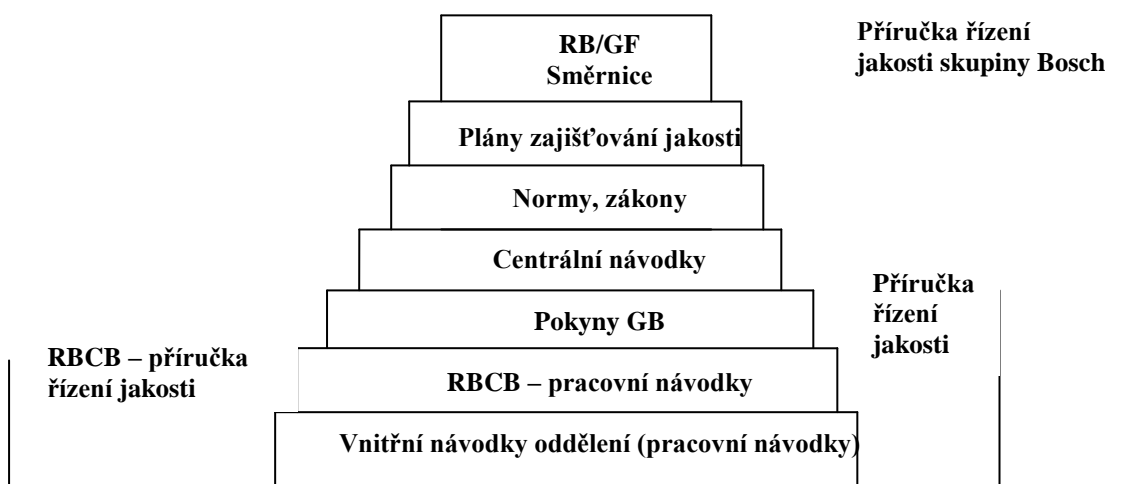 RB/GF
Směrnice
Příručka řízení
jakosti skupiny Bosch
Plány zajišťování jakosti
Normy, zákony
Centrální návodky
Pokyny GB
Příručka
řízení
jakosti
RBCB – příručka
řízení jakosti
RBCB – pracovní návodky
Vnitřní návodky oddělení (pracovní návodky)